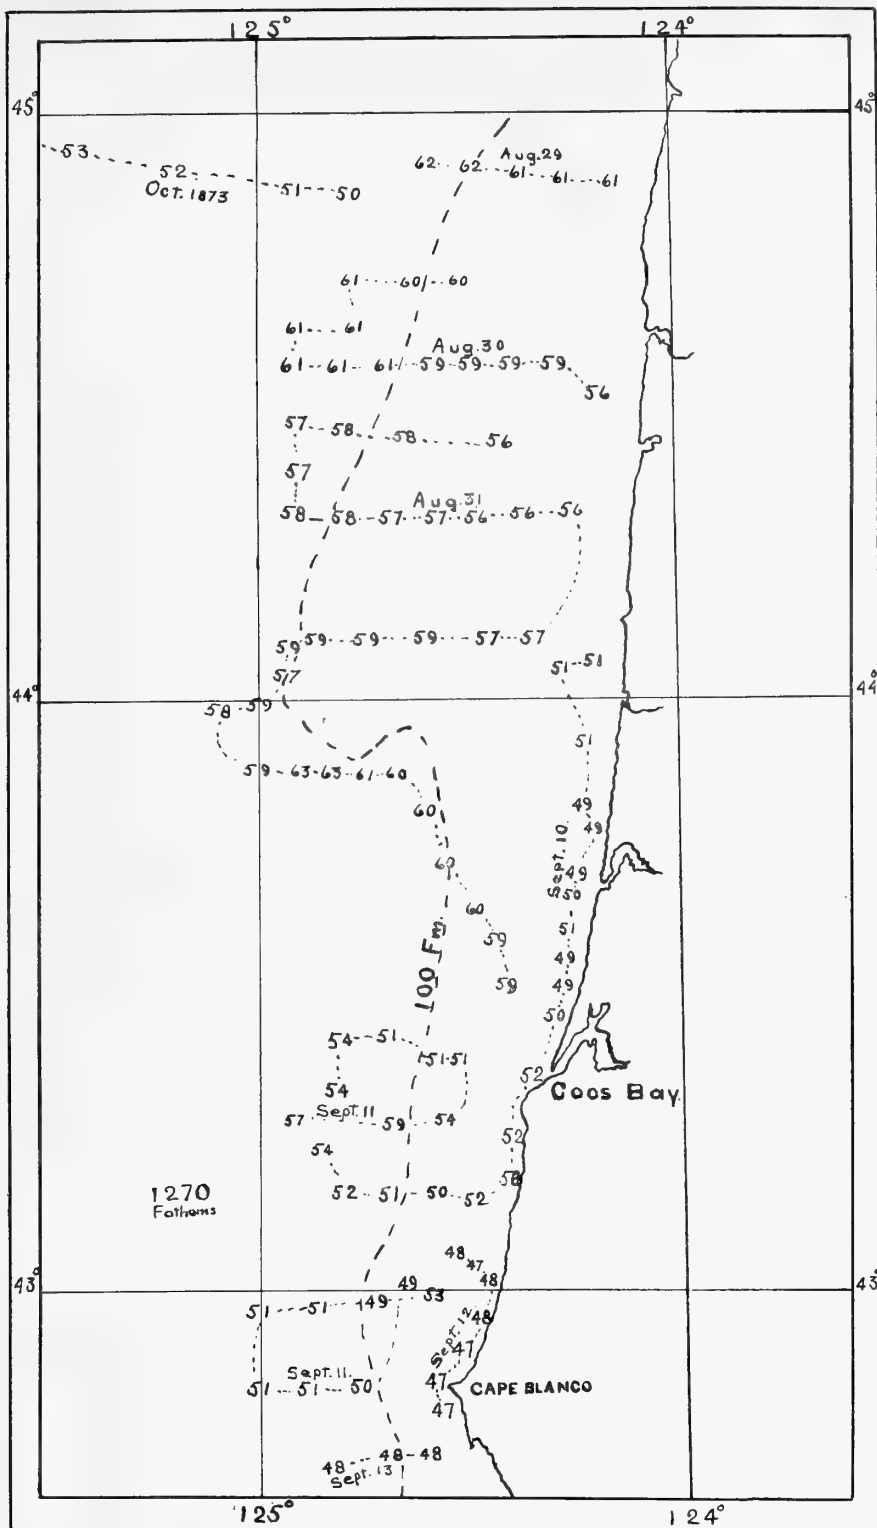 125° 124°
45° 45°
53
52
Oct. 1873
51 50
62 62 Aug. 29
61 61 61
61 60 60
61 61
Aug. 30
61 61 61 59 59 59 59
56
57 58 58 56
57
Aug. 31
58 58 57 57 56 56 56
59 59 59 59 57 57
51 51
57
44° 44°
58 59
51
59 63 63 61 60
60
49
49
Sept. 10
60
49
50
60
51
59
49
100 Fm.
59
49
50
54 51
51 51
52
54
Coos Bay
Sept. 11
57 59 54
52
54
1270
Fathoms
52 51 50 52
48
47
43° 43°
48
49
53
51 51 49
48
Sept. 12
47
Sept. 11.
51 51 50
47
CAPE BLANCO
47
48 48 48
Sept. 13
125° 124°